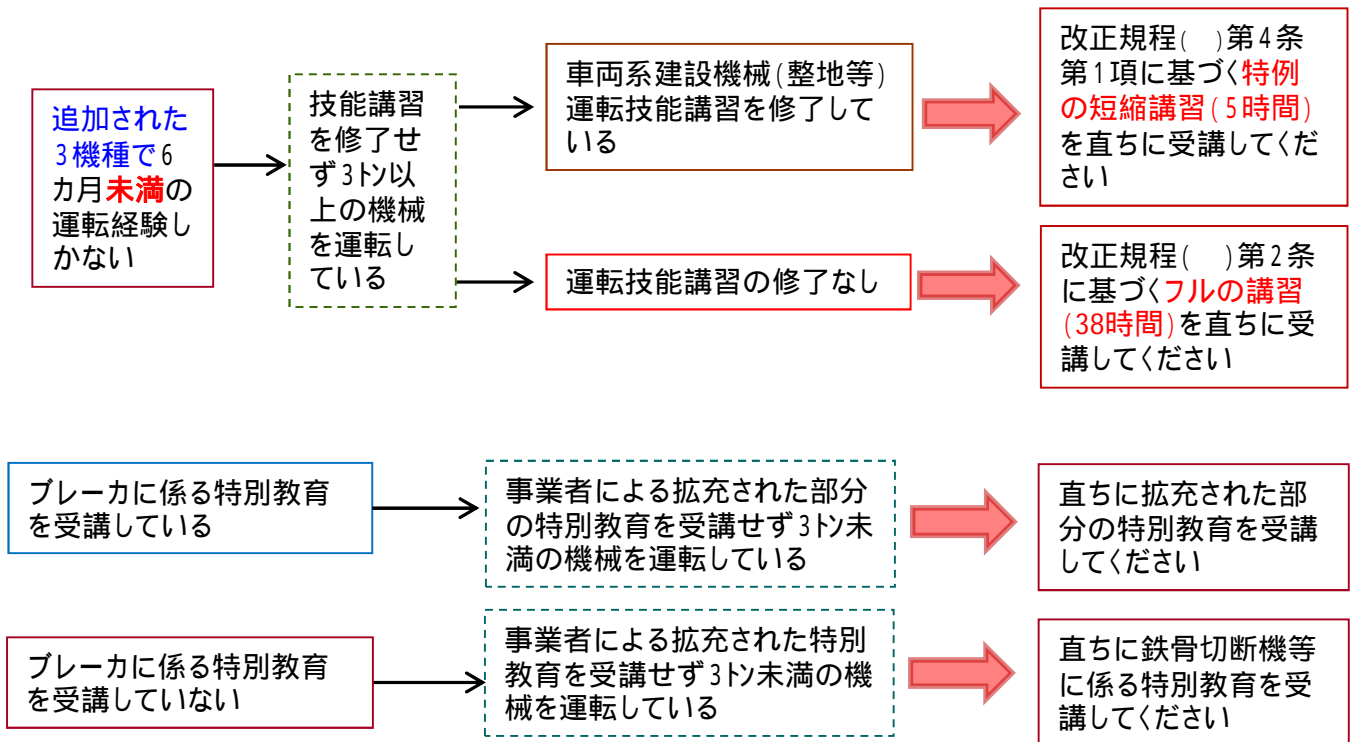 追加された
3機種で6
カ月未満の
運転経験し
かない
技能講習
を修了せ
ず3トン以
上の機械
を運転し
ている
車両系建設機械(整地等)
運転技能講習を修了して
いる
改正規程( )第4条
第1項に基づく特例
の短縮講習(5時間)
を直ちに受講してくだ
さい
運転技能講習の修了なし
改正規程( )第2条
に基づくフルの講習
(38時間)を直ちに受
講してください
ブレーカに係る特別教育
を受講している
事業者による拡充された部分
の特別教育を受講せず3トン未
満の機械を運転している
直ちに拡充された部
分の特別教育を受講
してください
ブレーカに係る特別教育
を受講していない
事業者による拡充された特別
教育を受講せず3トン未満の機
械を運転している
直ちに鉄骨切断機等
に係る特別教育を受
講してください